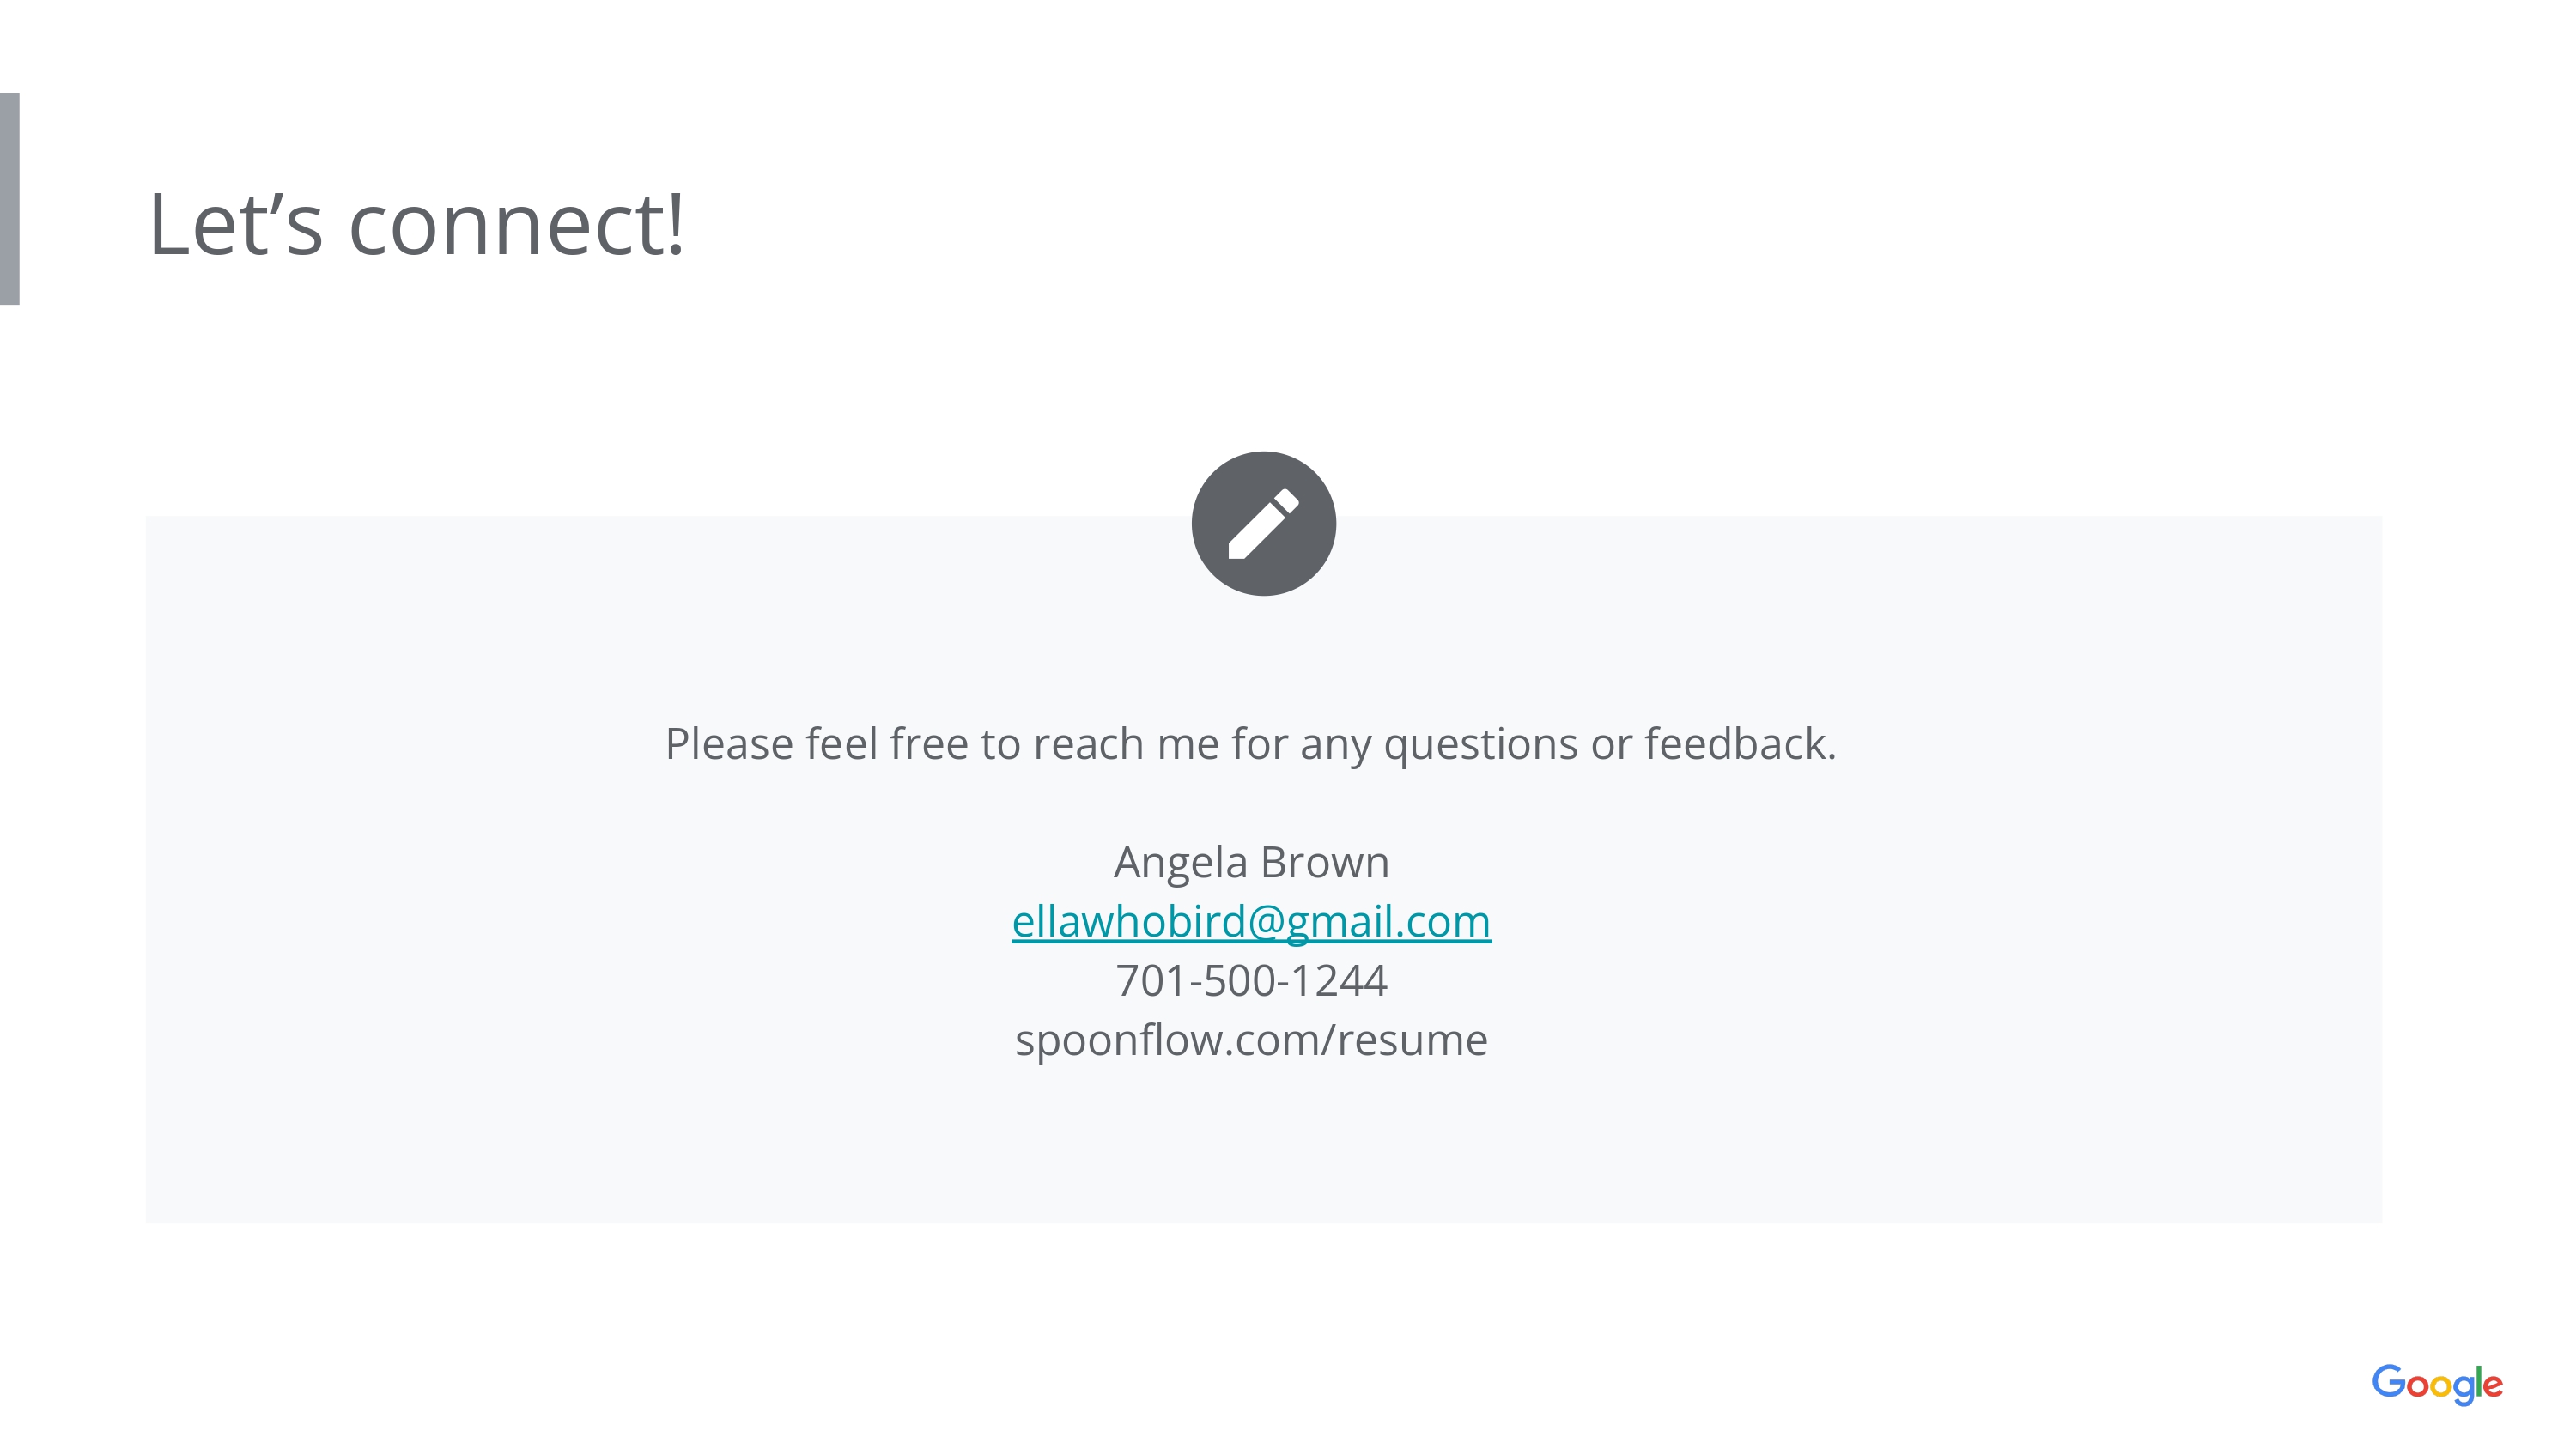 Let’s connect!
Please feel free to reach me for any questions or feedback.
Angela Brown
ellawhobird@gmail.com
701-500-1244
spoonflow.com/resume
Google